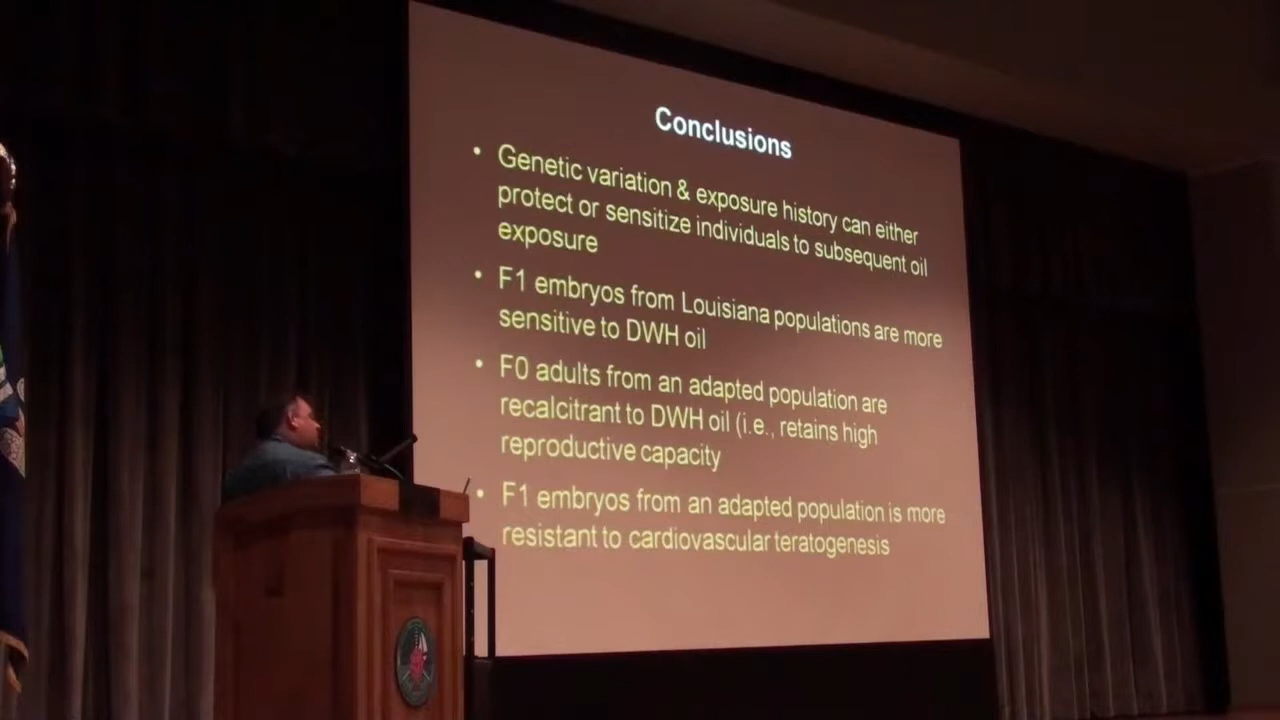 Conclusions
• Genetic variation & exposure history can either
protect or sensitize individuals to subsequent oil
exposure
• F1 embryos from Louisiana populations are more
sensitive to DWH oil
• F0 adults from an adapted population are
recalcitrant to DWH oil (i.e., retains high
reproductive capacity
• F1 embryos from an adapted population is more
resistant to cardiovascular teratogenesis